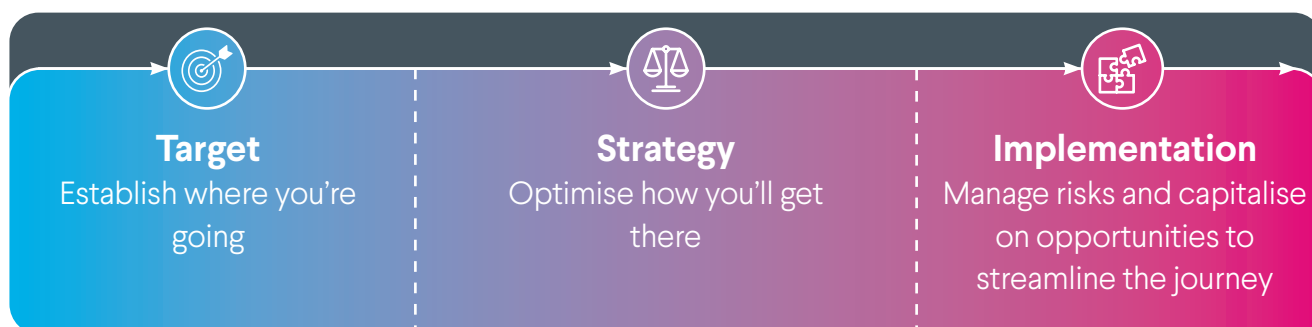 Target
Establish where you're
going
Strategy
Optimise how you'll get
there
Implementation
Manage risks and capitalise
on opportunities to
streamline the journey